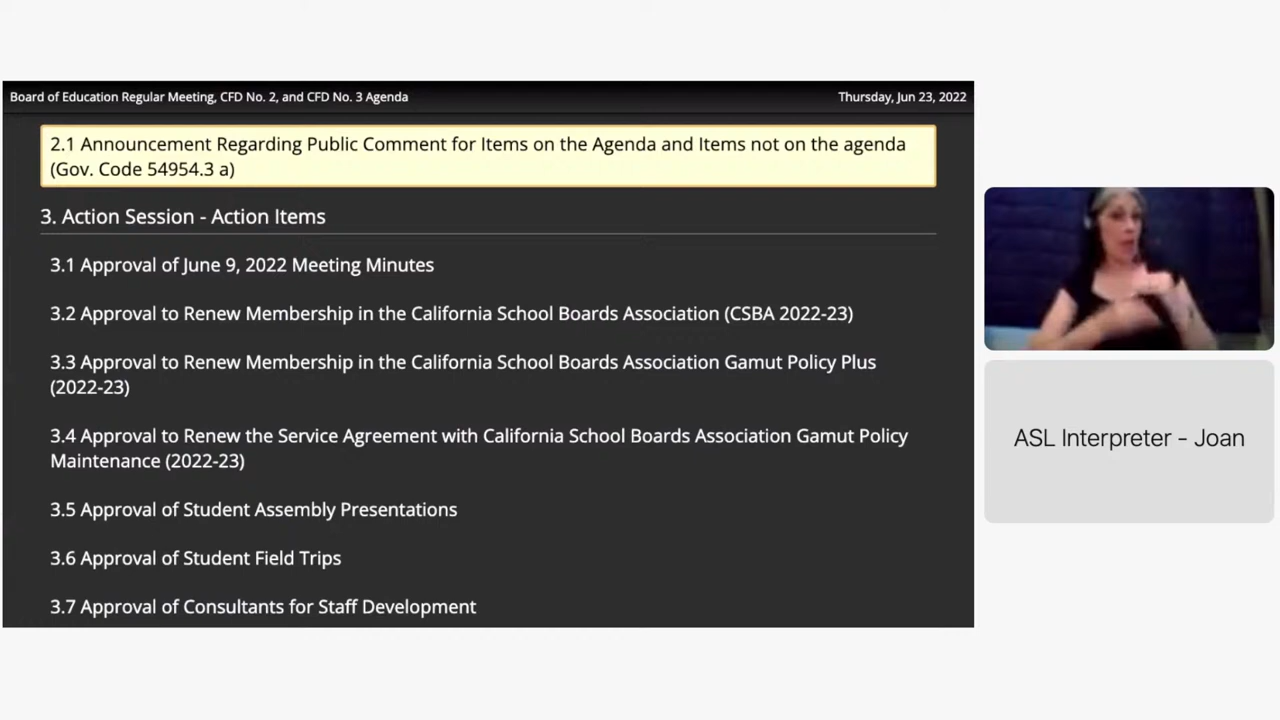 Board of Education Regular Meeting, CFD No. 2, and CFD No. 3 Agenda
Thursday, Jun 23, 2022
2.1 Announcement Regarding Public Comment for Items on the Agenda and Items not on the agenda
(Gov. Code 54954.3 a)
3. Action Session - Action Items
3.1 Approval of June 9, 2022 Meeting Minutes
3.2 Approval to Renew Membership in the California School Boards Association (CSBA 2022-23)
3.3 Approval to Renew Membership in the California School Boards Association Gamut Policy Plus
(2022-23)
3.4 Approval to Renew the Service Agreement with California School Boards Association Gamut Policy
Maintenance (2022-23)
3.5 Approval of Student Assembly Presentations
3.6 Approval of Student Field Trips
3.7 Approval of Consultants for Staff Development
ASL Interpreter - Joan